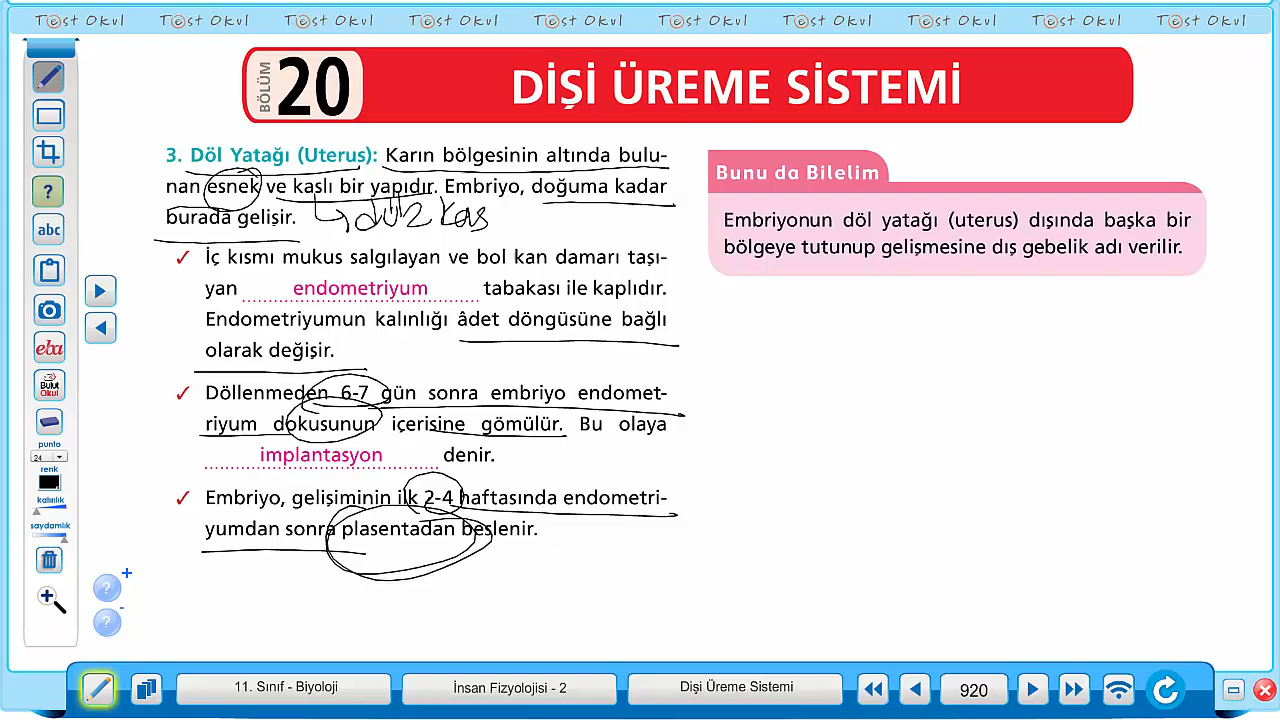 Test Okul Test Okul Test Okul Test Okul Test Okul Test Okul Test Okul Test Okul Test Okul Test Okul
BÖLÜM 20
DİŞİ ÜREME SİSTEMİ
3. Döl Yatağı (Uterus): Karın bölgesinin altında bulu-
nan esnek ve kaslı bir yapıdır. Embriyo, doğuma kadar
burada gelişir.
düz kas
✓ İç kısmı mukus salgılayan ve bol kan damarı taşı-
yan endometriyum tabakası ile kaplıdır.
Endometriyumun kalınlığı âdet döngüsüne bağlı
olarak değişir.
✓ Döllenmeden 6-7 gün sonra embriyo endomet-
riyum dokusunun içerisine gömülür. Bu olaya
implantasyon denir.
✓ Embriyo, gelişiminin ilk 2-4 haftasında endometri-
yumdan sonra plasentadan beslenir.
Bunu da Bilelim
Embriyonun döl yatağı (uterus) dışında başka bir
bölgeye tutunup gelişmesine dış gebelik adı verilir.
?
abc
eba
Bulut
Okul
punto
24
renk
kalınlık
saydamlık
? +
? -
11. Sınıf - Biyoloji
İnsan Fizyolojisi - 2
Dişi Üreme Sistemi
920